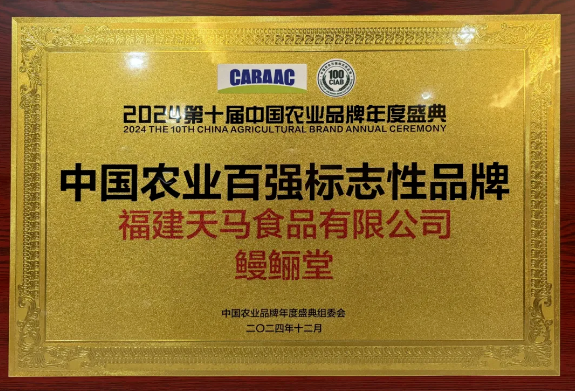 CARAAC
100
CIAB
2024第十届中国农业品牌年度盛典
2024 THE 10TH CHINA AGRICULTURAL BRAND ANNUAL CEREMONY
中国农业百强标志性品牌
福建天马食品有限公司
鳗鲡堂
中国农业品牌年度盛典组委会
二〇二四年十二月